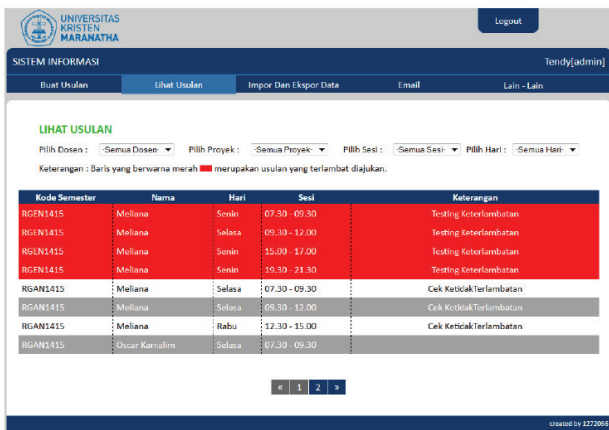 UNIVERSITAS
KRISTEN
MARANATHA
Logout
SISTEM INFORMASI Tendy[admin]
Buat Usulan Lihat Usulan Impor Dan Ekspor Data Email Lain - Lain
LIHAT USULAN
Pilih Dosen : -Semua Dosen- Pilih Proyek : -Semua Proyek- Pilih Sesi : -Semua Sesi- Pilih Hari : -Semua Hari-
Keterangan : Baris yang berwarna merah merupakan usulan yang terlambat diajukan.
Kode Semester Nama Hari Sesi Keterangan
RGEN1415 Meliana Senin 07.30 - 09.30 Testing Keterlambatan
RGEN1415 Meliana Selasa 09.30 - 12.00 Testing Keterlambatan
RGEN1415 Meliana Senin 15.00 - 17.00 Testing Keterlambatan
RGEN1415 Meliana Senin 19.30 - 21.30 Testing Keterlambatan
RGAN1415 Meliana Selasa 07.30 - 09.30 Cek KetidakTerlambatan
RGAN1415 Meliana Selasa 09.30 - 12.00 Cek KetidakTerlambatan
RGAN1415 Meliana Rabu 12.30 - 15.00 Cek KetidakTerlambatan
RGAN1415 Oscar Karnalim Selasa 07.30 - 09.30
« 1 2 »
created by 1272066